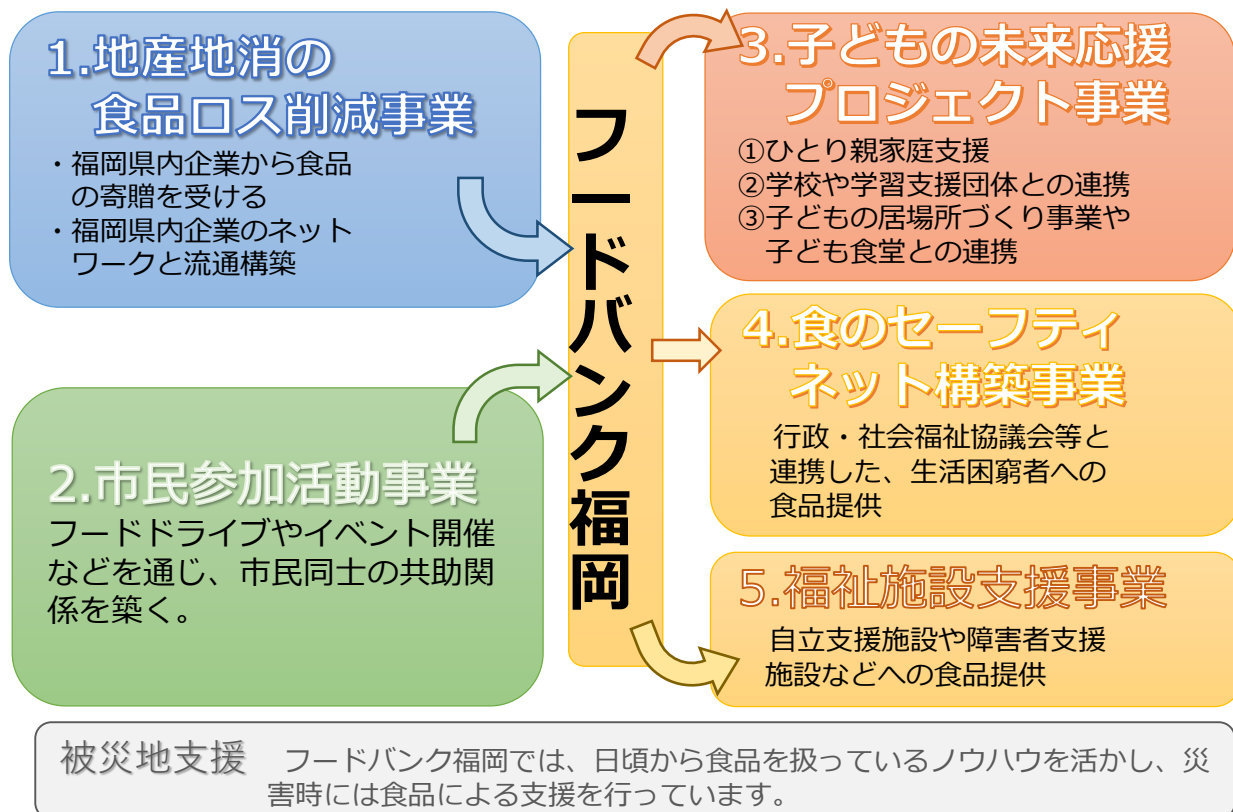 1.地産地消の
食品ロス削減事業
・福岡県内企業から食品
の寄贈を受ける
・福岡県内企業のネット
ワークと流通構築
2.市民参加活動事業
フードドライブやイベント開催
などを通じ、市民同士の共助関
係を築く。
フードバンク福岡
3.子どもの未来応援
プロジェクト事業
①ひとり親家庭支援
②学校や学習支援団体との連携
③子どもの居場所づくり事業や
子ども食堂との連携
4.食のセーフティ
ネット構築事業
行政・社会福祉協議会等と
連携した、生活困窮者への
食品提供
5.福祉施設支援事業
自立支援施設や障害者支援
施設などへの食品提供
被災地支援 フードバンク福岡では、日頃から食品を扱っているノウハウを活かし、災
害時には食品による支援を行っています。